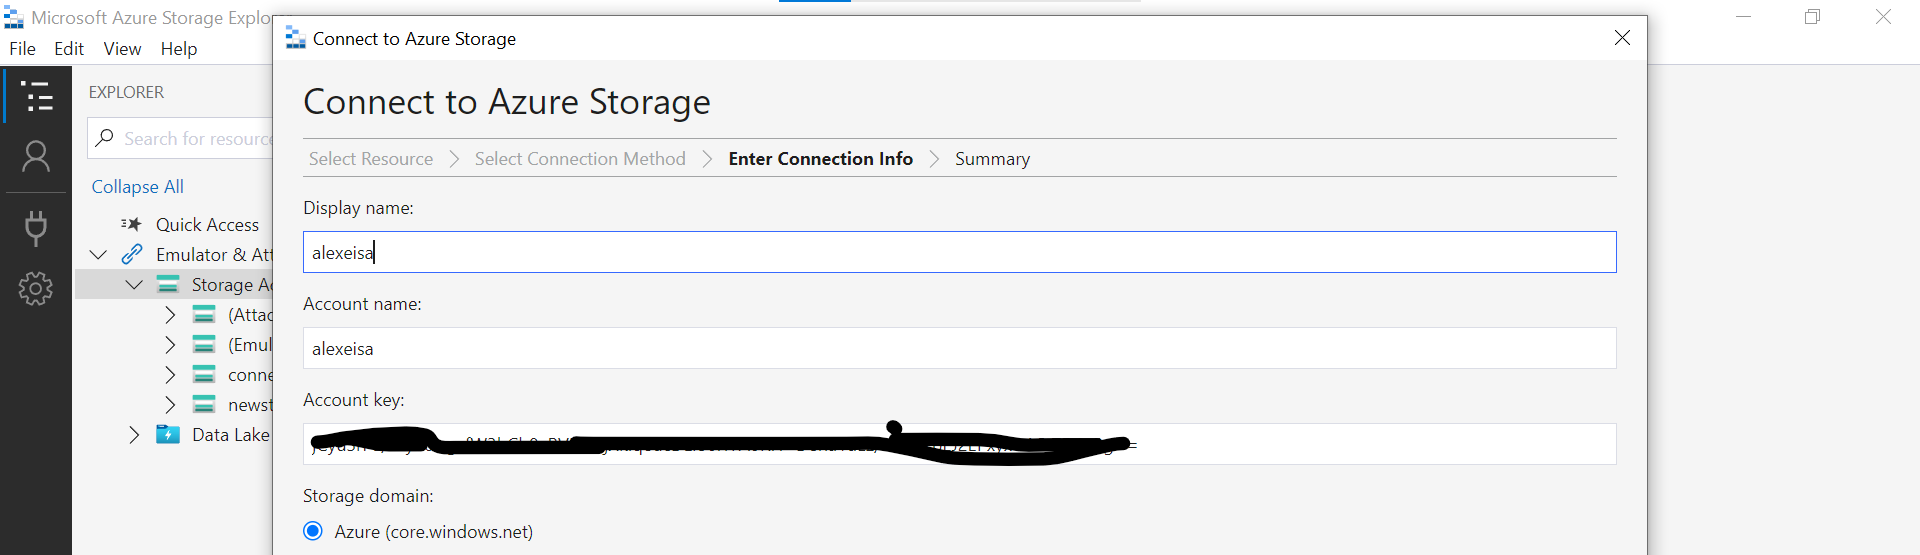 Microsoft Azure Storage Explo
Connect to Azure Storage
File Edit View Help
EXPLORER
Search for resource
Collapse All
Quick Access
Emulator & Att
Storage Ac
(Attac
(Emul
conne
newst
Data Lake
Connect to Azure Storage
Select Resource > Select Connection Method > Enter Connection Info > Summary
Display name:
alexeisa
Account name:
alexeisa
Account key:
Storage domain:
Azure (core.windows.net)